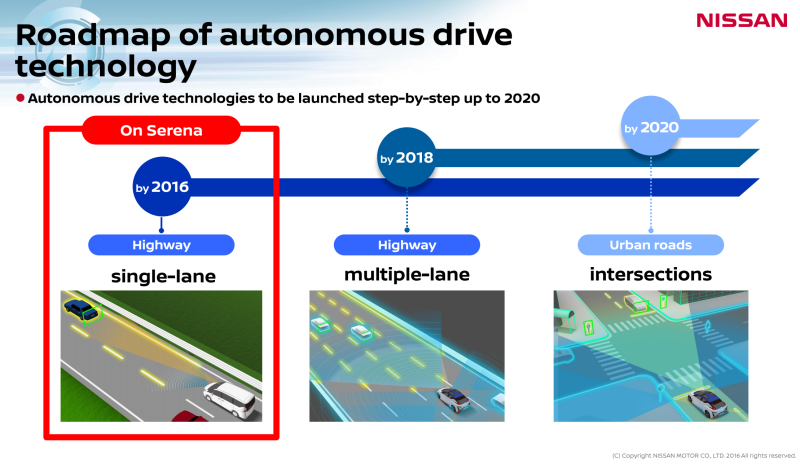 Roadmap of autonomous drive
technology
NISSAN
Autonomous drive technologies to be launched step-by-step up to 2020
On Serena
by 2016
by 2018
by 2020
Highway
Highway
Urban roads
single-lane
multiple-lane
intersections
(C) Copyright NISSAN MOTOR CO., LTD. 2016 All rights reserved.